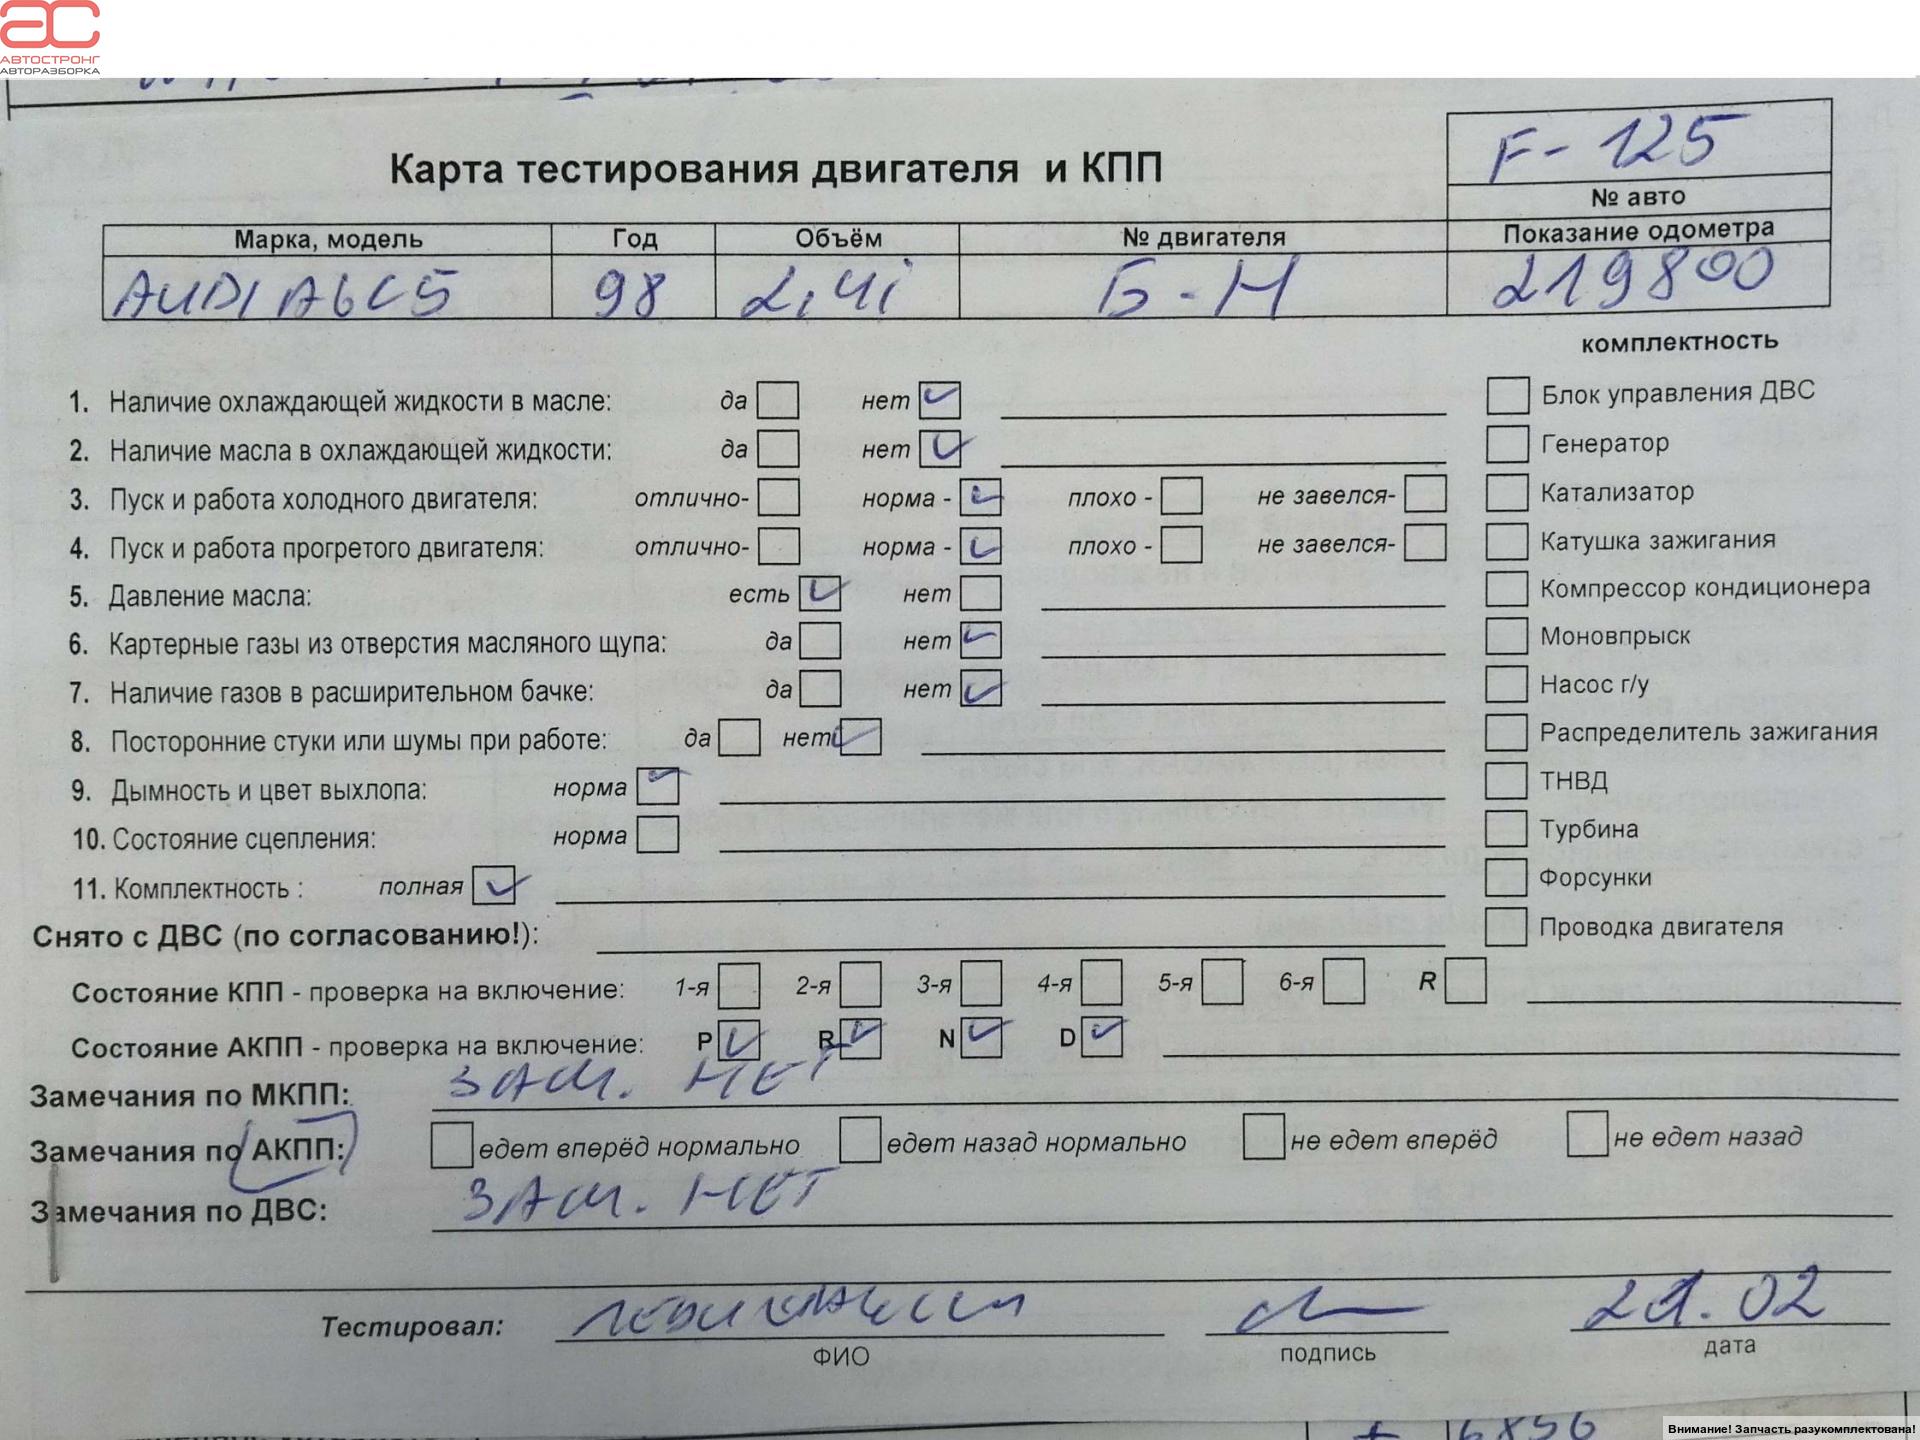 АВТОСТРОНГ
АВТОРАЗБОРКА
F-125
Карта тестирования двигателя и КПП
№ авто
Марка, модель Год Объём № двигателя Показание одометра
AUDI A6C5 98 2,4i Б-Н 219800
комплектность
1. Наличие охлаждающей жидкости в масле: да нет Блок управления ДВС
2. Наличие масла в охлаждающей жидкости: да нет Генератор
3. Пуск и работа холодного двигателя: отлично- норма - плохо - не завелся- Катализатор
4. Пуск и работа прогретого двигателя: отлично- норма - плохо - не завелся- Катушка зажигания
5. Давление масла: есть нет Компрессор кондиционера
6. Картерные газы из отверстия масляного щупа: да нет Моновпрыск
7. Наличие газов в расширительном бачке: да нет Насос г/у
8. Посторонние стуки или шумы при работе: да нет Распределитель зажигания
9. Дымность и цвет выхлопа: норма ТНВД
10. Состояние сцепления: норма Турбина
11. Комплектность : полная Форсунки
Снято с ДВС (по согласованию!): Проводка двигателя
Состояние КПП - проверка на включение: 1-я 2-я 3-я 4-я 5-я 6-я R
Состояние АКПП - проверка на включение: P R N D
Замечания по МКПП: ЗАМ. НЕТ
Замечания по АКПП: едет вперёд нормально едет назад нормально не едет вперёд не едет назад
Замечания по ДВС: ЗАМ. НЕТ
Тестировал: .02
ФИО подпись дата
6856
Внимание! Запчасть разукомплектована!